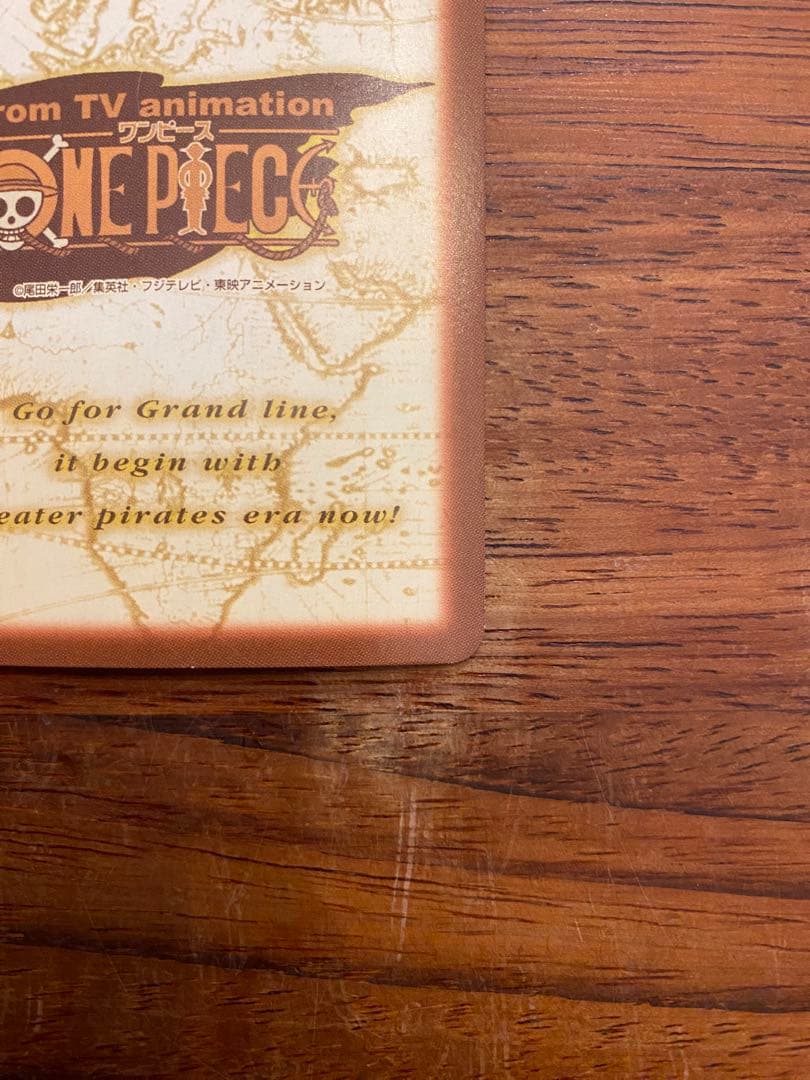 rom TV animation
ワンピース
ONE PIECE
©尾田栄一郎／集英社・フジテレビ・東映アニメーション
Go for Grand line,
it begin with
eater pirates era now!